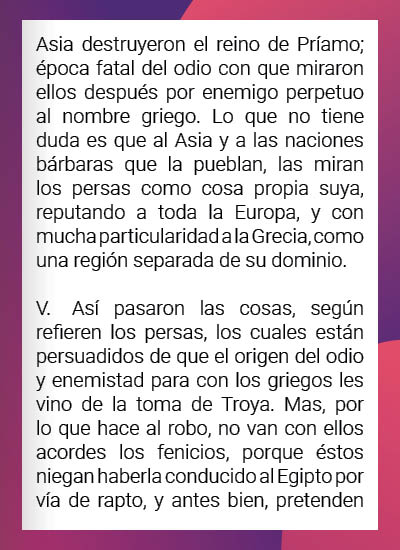 Asia destruyeron el reino de Príamo;
época fatal del odio con que miraron
ellos después por enemigo perpetuo
al nombre griego. Lo que no tiene
duda es que al Asia y a las naciones
bárbaras que la pueblan, las miran
los persas como cosa propia suya,
reputando a toda la Europa, y con
mucha particularidad a la Grecia, como
una región separada de su dominio.
V. Así pasaron las cosas, según
refieren los persas, los cuales están
persuadidos de que el origen del odio
y enemistad para con los griegos les
vino de la toma de Troya. Mas, por
lo que hace al robo, no van con ellos
acordes los fenicios, porque éstos
niegan haberla conducido al Egipto por
vía de rapto, y antes bien, pretenden